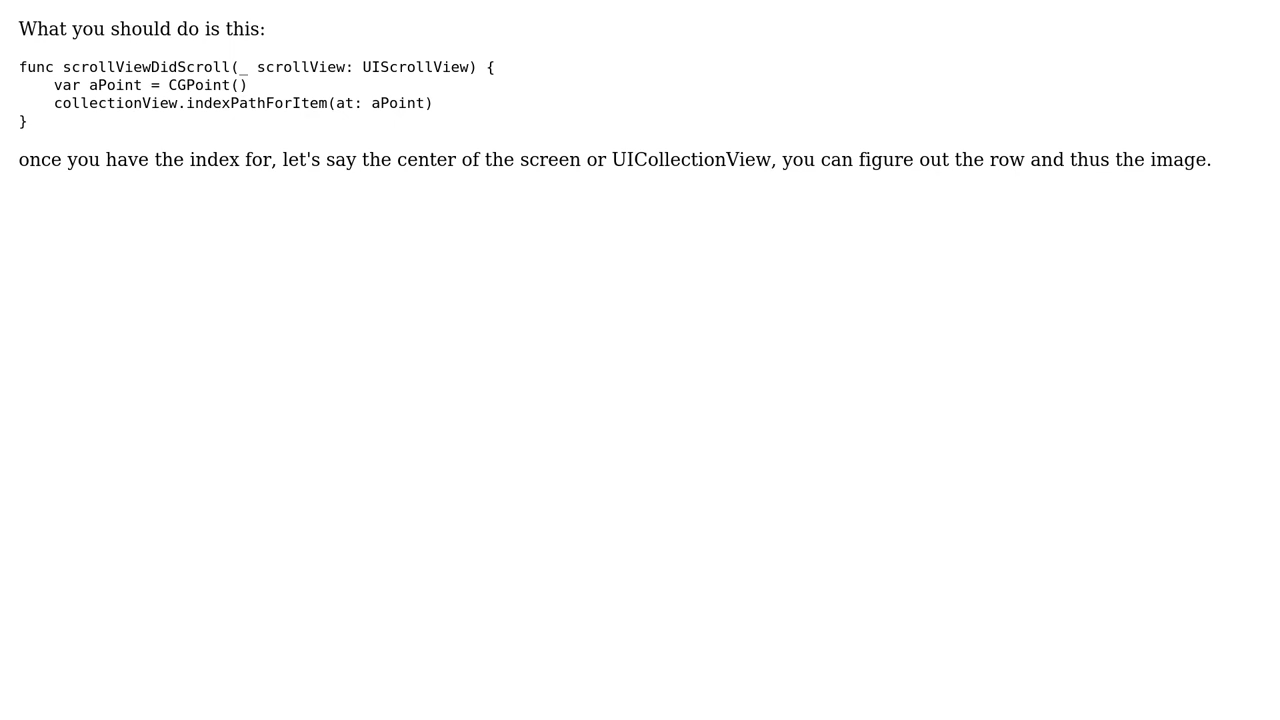 What you should do is this:
func scrollViewDidScroll(_ scrollView: UIScrollView) {
    var aPoint = CGPoint()
    collectionView.indexPathForItem(at: aPoint)
}
once you have the index for, let's say the center of the screen or UICollectionView, you can figure out the row and thus the image.